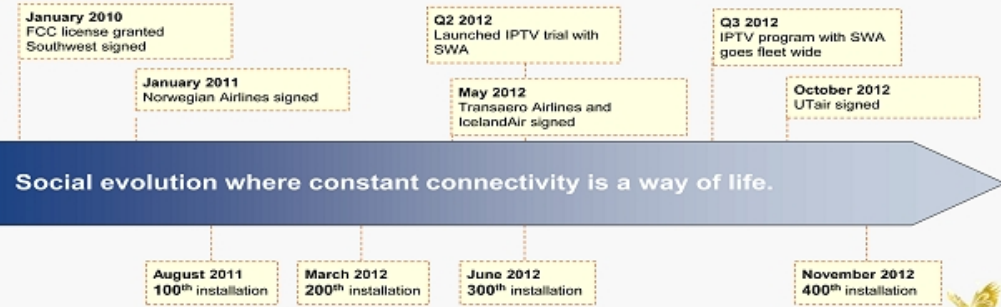 January 2010
FCC license granted
Southwest signed
January 2011
Norwegian Airlines signed
Q2 2012
Launched IPTV trial with
SWA
May 2012
Transaero Airlines and
IcelandAir signed
Q3 2012
IPTV program with SWA
goes fleet wide
October 2012
UTair signed
Social evolution where constant connectivity is a way of life.
August 2011
100th installation
March 2012
200th installation
June 2012
300th installation
November 2012
400th installation